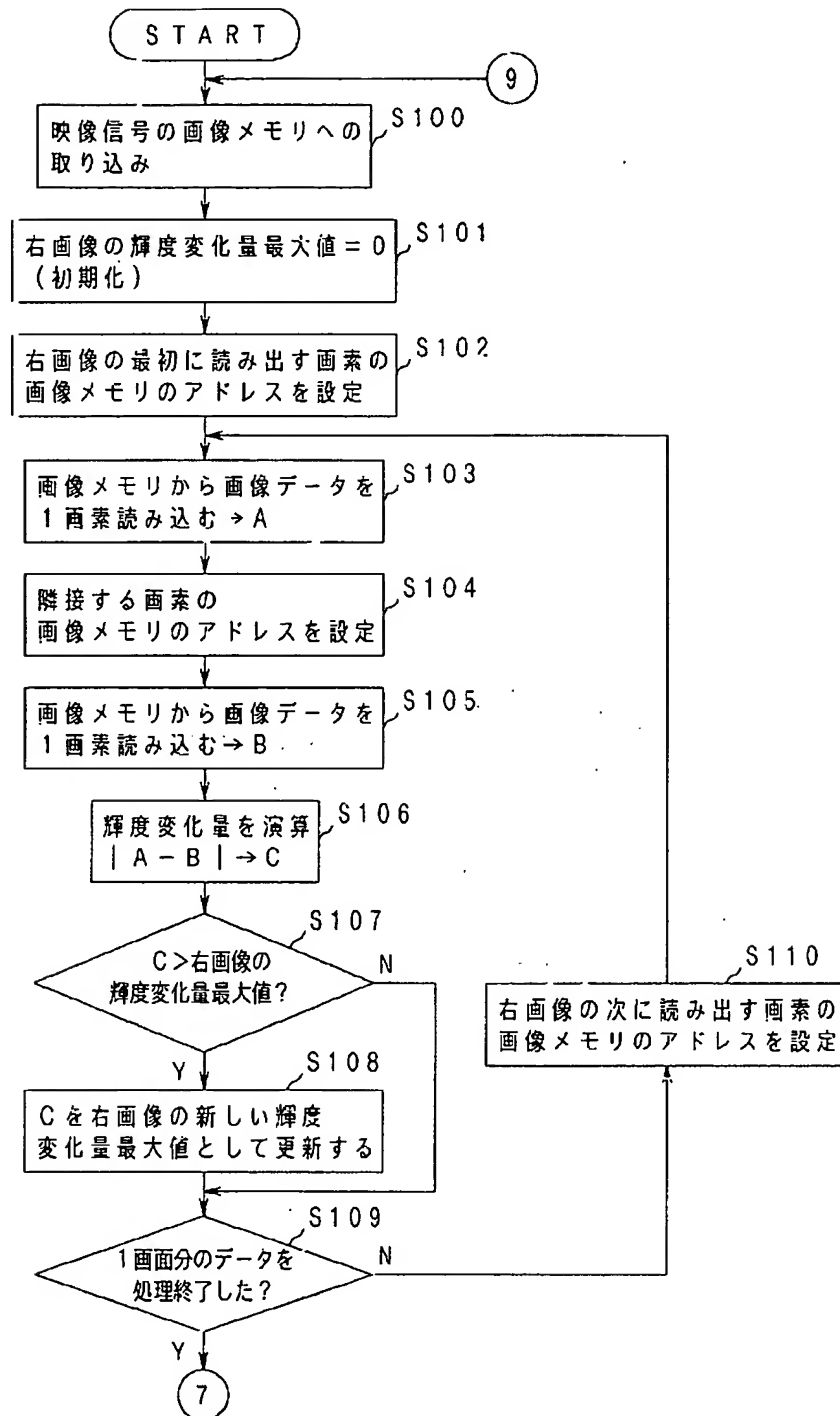 START
9
S100
映像信号の画像メモリへの
取り込み
S101
右画像の輝度変化量最大値=0
(初期化)
S102
右画像の最初に読み出す画素の
画像メモリのアドレスを設定
S103
画像メモリから画像データを
1画素読み込む→A
S104
隣接する画素の
画像メモリのアドレスを設定
S105
画像メモリから画像データを
1画素読み込む→B
S106
輝度変化量を演算
|A-B|→C
S107
C>右画像の
輝度変化量最大値?
N
Y
S108
Cを右画像の新しい輝度
変化量最大値として更新する
S109
1画面分のデータを
処理終了した?
N
Y
S110
右画像の次に読み出す画素の
画像メモリのアドレスを設定
7